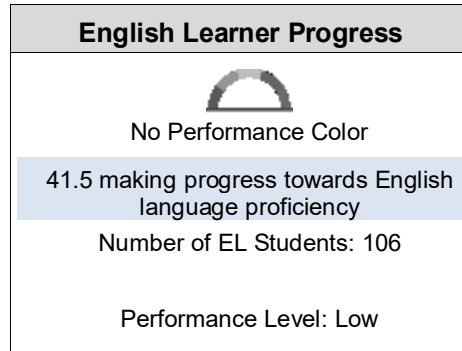 English Learner Progress
No Performance Color
41.5 making progress towards English
language proficiency
Number of EL Students: 106
Performance Level: Low